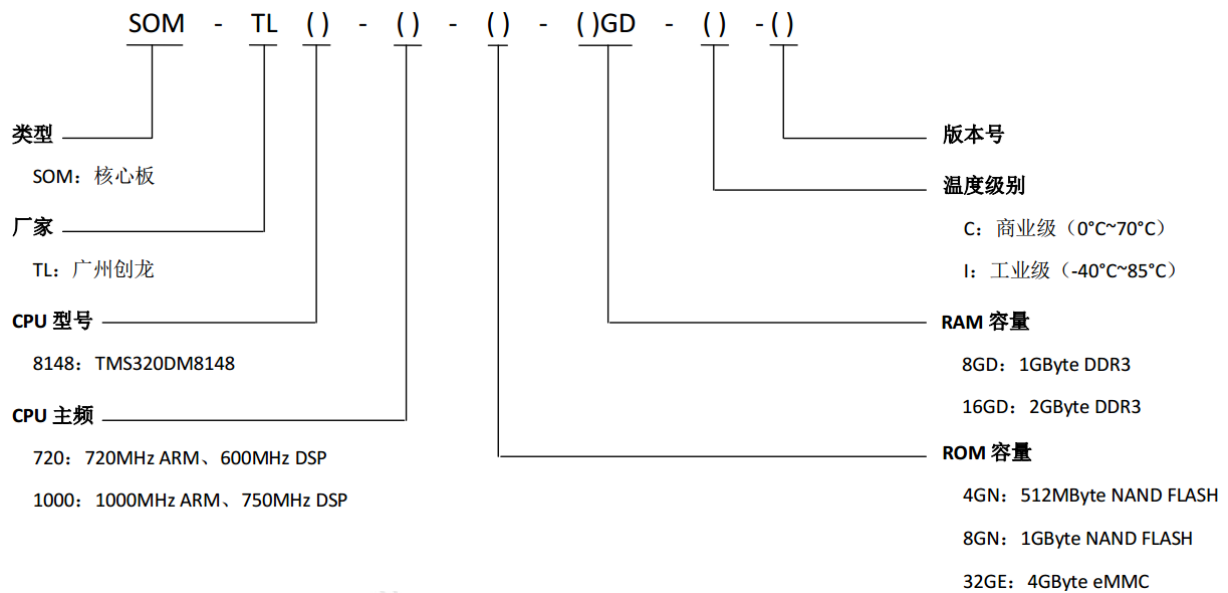 SOM - TL () - () - () - ()GD - () - ()
类型
SOM：核心板
厂家
TL：广州创龙
CPU 型号
8148：TMS320DM8148
CPU 主频
720：720MHz ARM、600MHz DSP
1000：1000MHz ARM、750MHz DSP
版本号
温度级别
C：商业级（0°C~70°C）
I：工业级（-40°C~85°C）
RAM 容量
8GD：1GByte DDR3
16GD：2GByte DDR3
ROM 容量
4GN：512MByte NAND FLASH
8GN：1GByte NAND FLASH
32GE：4GByte eMMC